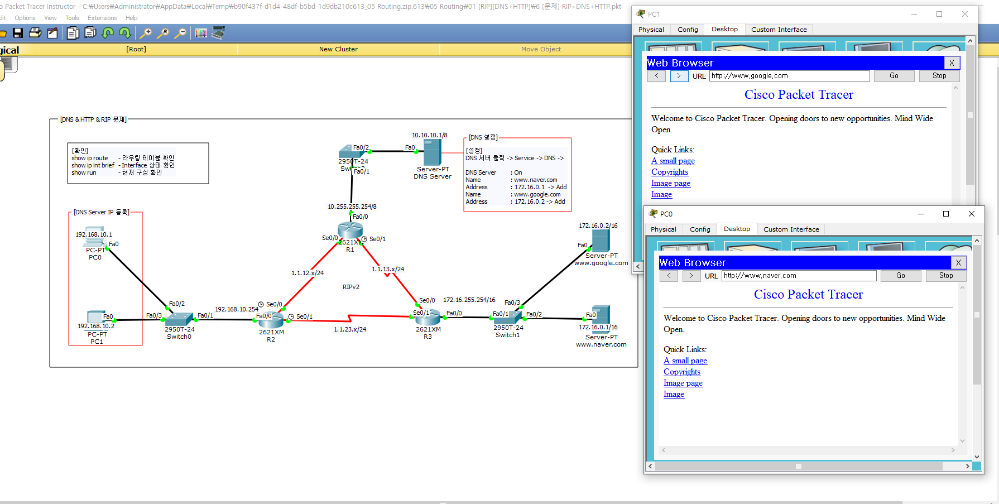 o Packet Tracer Instructor - C:₩Users₩Administrator₩AppData₩Local₩Temp₩b90f437f-d1d4-48df-b5bd-1d9db210c613_05 Routing.zip.613₩05 Routing₩01 [RIP][DNS+HTTP]₩6 [문제] RIP+DNS+HTTP.pkt
dit Options View Tools Extensions Help
gical [Root] New Cluster Move Object
[DNS & HTTP & RIP 문제]
[확인]
show ip route - 라우팅 테이블 확인
show ip int brief - Interface 상태 확인
show run - 현재 구성 확인
10.10.10.1/8
Fa0/2
Fa0
2950T-24
Fa0/1
Server-PT
DNS Server
[DNS 설정]
[설정]
DNS 서버 클릭 -> Service -> DNS ->
DNS Server : On
Name : www.naver.com
Address : 172.16.0.1 -> Add
Name : www.google.com
Address : 172.16.0.2 -> Add
10.255.255.254/8
Fa0/0
Se0/0
Se0/1
2621XM
R1
[DNS Server IP 등록]
192.168.10.1
Fa0
PC-PT
PC0
Fa0
192.168.10.2
PC-PT
PC1
Fa0/2
Fa0/3
Fa0/1
2950T-24
Switch0
192.168.10.254
Se0/0
Fa0/0
Se0/1
2621XM
R2
1.1.12.x/24
1.1.13.x/24
RIPv2
1.1.23.x/24
Se0/0
Se0/1
Fa0/0
2621XM
R3
172.16.255.254/16
Fa0/3
Fa0/1
Fa0/2
2950T-24
Switch1
172.16.0.2/16
Fa0
Server-PT
www.google.com
Fa0
172.16.0.1/16
Server-PT
www.naver.com
PC1
Physical Config Desktop Custom Interface
Web Browser X
< > URL http://www.google.com Go Stop
Cisco Packet Tracer
Welcome to Cisco Packet Tracer. Opening doors to new opportunities. Mind Wide
Open.
Quick Links:
A small page
Copyrights
Image page
Image
PC0
Physical Config Desktop Custom Interface
Web Browser X
< > URL http://www.naver.com Go Stop
Cisco Packet Tracer
Welcome to Cisco Packet Tracer. Opening doors to new opportunities. Mind Wide
Open.
Quick Links:
A small page
Copyrights
Image page
Image